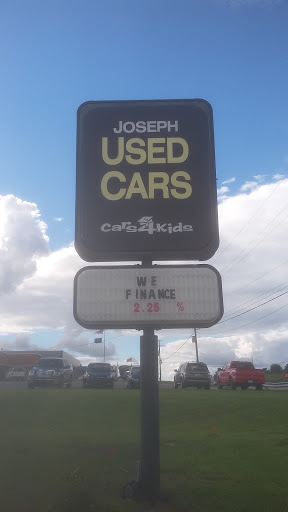 JOSEPH
USED
CARS
Cars4Kids
WE
FINANCE
2.25 %